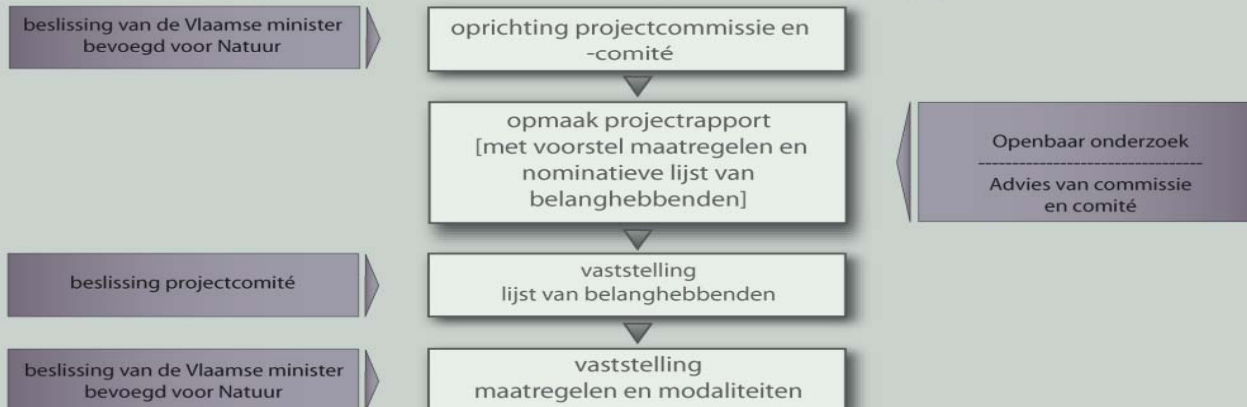 beslissing van de Vlaamse minister
bevoegd voor Natuur
oprichting projectcommissie en
-comité
opmaak projectrapport
[met voorstel maatregelen en
nominatieve lijst van
belanghebbenden]
Openbaar onderzoek
--------------------------------
Advies van commissie
en comité
beslissing projectcomité
vaststelling
lijst van belanghebbenden
beslissing van de Vlaamse minister
bevoegd voor Natuur
vaststelling
maatregelen en modaliteiten